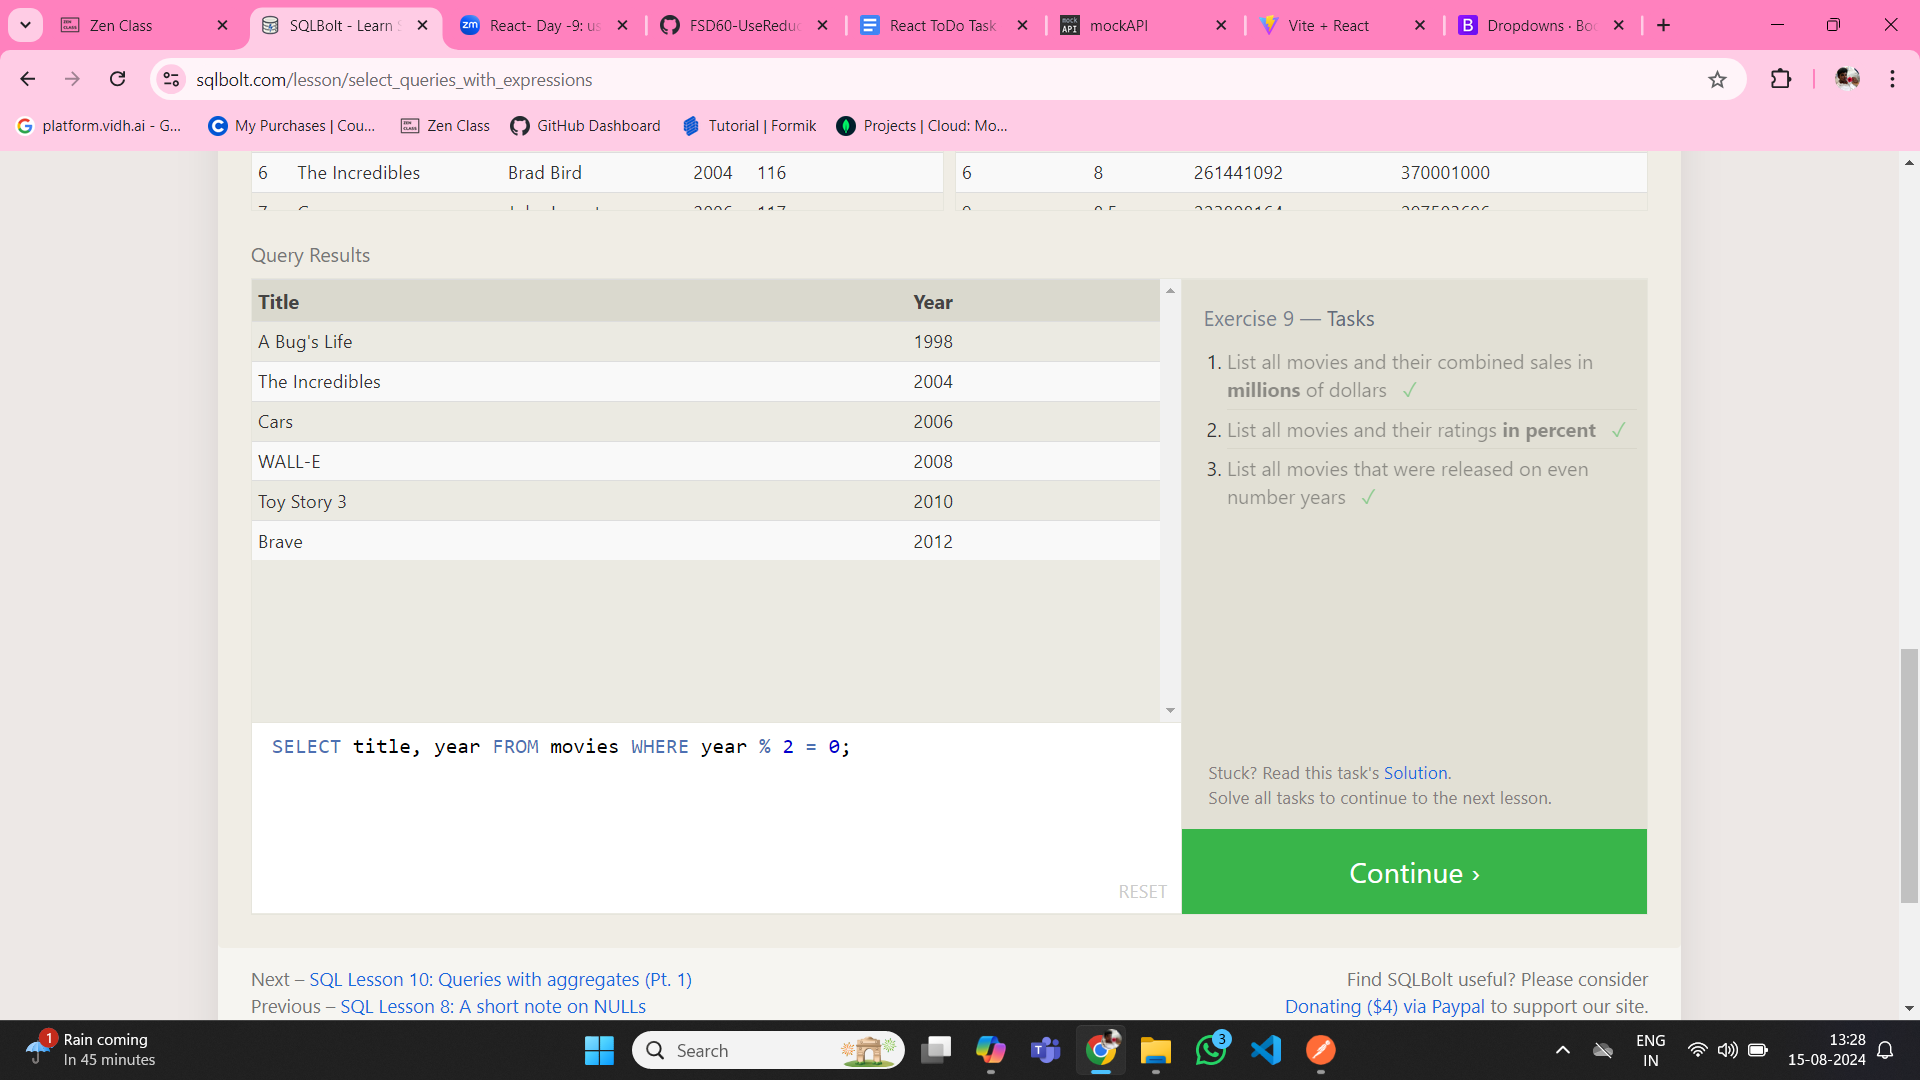 Zen Class
SQLBolt - Learn S
React- Day -9: us
FSD60-UseReduc
React ToDo Task
mockAPI
Vite + React
Dropdowns · Boo
sqlbolt.com/lesson/select_queries_with_expressions
platform.vidh.ai - G...
My Purchases | Cou...
Zen Class
GitHub Dashboard
Tutorial | Formik
Projects | Cloud: Mo...
6 The Incredibles Brad Bird 2004 116
6 8 261441092 370001000
Query Results
Title Year
A Bug's Life 1998
The Incredibles 2004
Cars 2006
WALL-E 2008
Toy Story 3 2010
Brave 2012
Exercise 9 — Tasks
1. List all movies and their combined sales in
millions of dollars ✓
2. List all movies and their ratings in percent ✓
3. List all movies that were released on even
number years ✓
SELECT title, year FROM movies WHERE year % 2 = 0;
RESET
Stuck? Read this task's Solution.
Solve all tasks to continue to the next lesson.
Continue ›
Next – SQL Lesson 10: Queries with aggregates (Pt. 1)
Previous – SQL Lesson 8: A short note on NULLs
Find SQLBolt useful? Please consider
Donating ($4) via Paypal to support our site.
1
Rain coming
In 45 minutes
Search
3
ENG
IN
13:28
15-08-2024